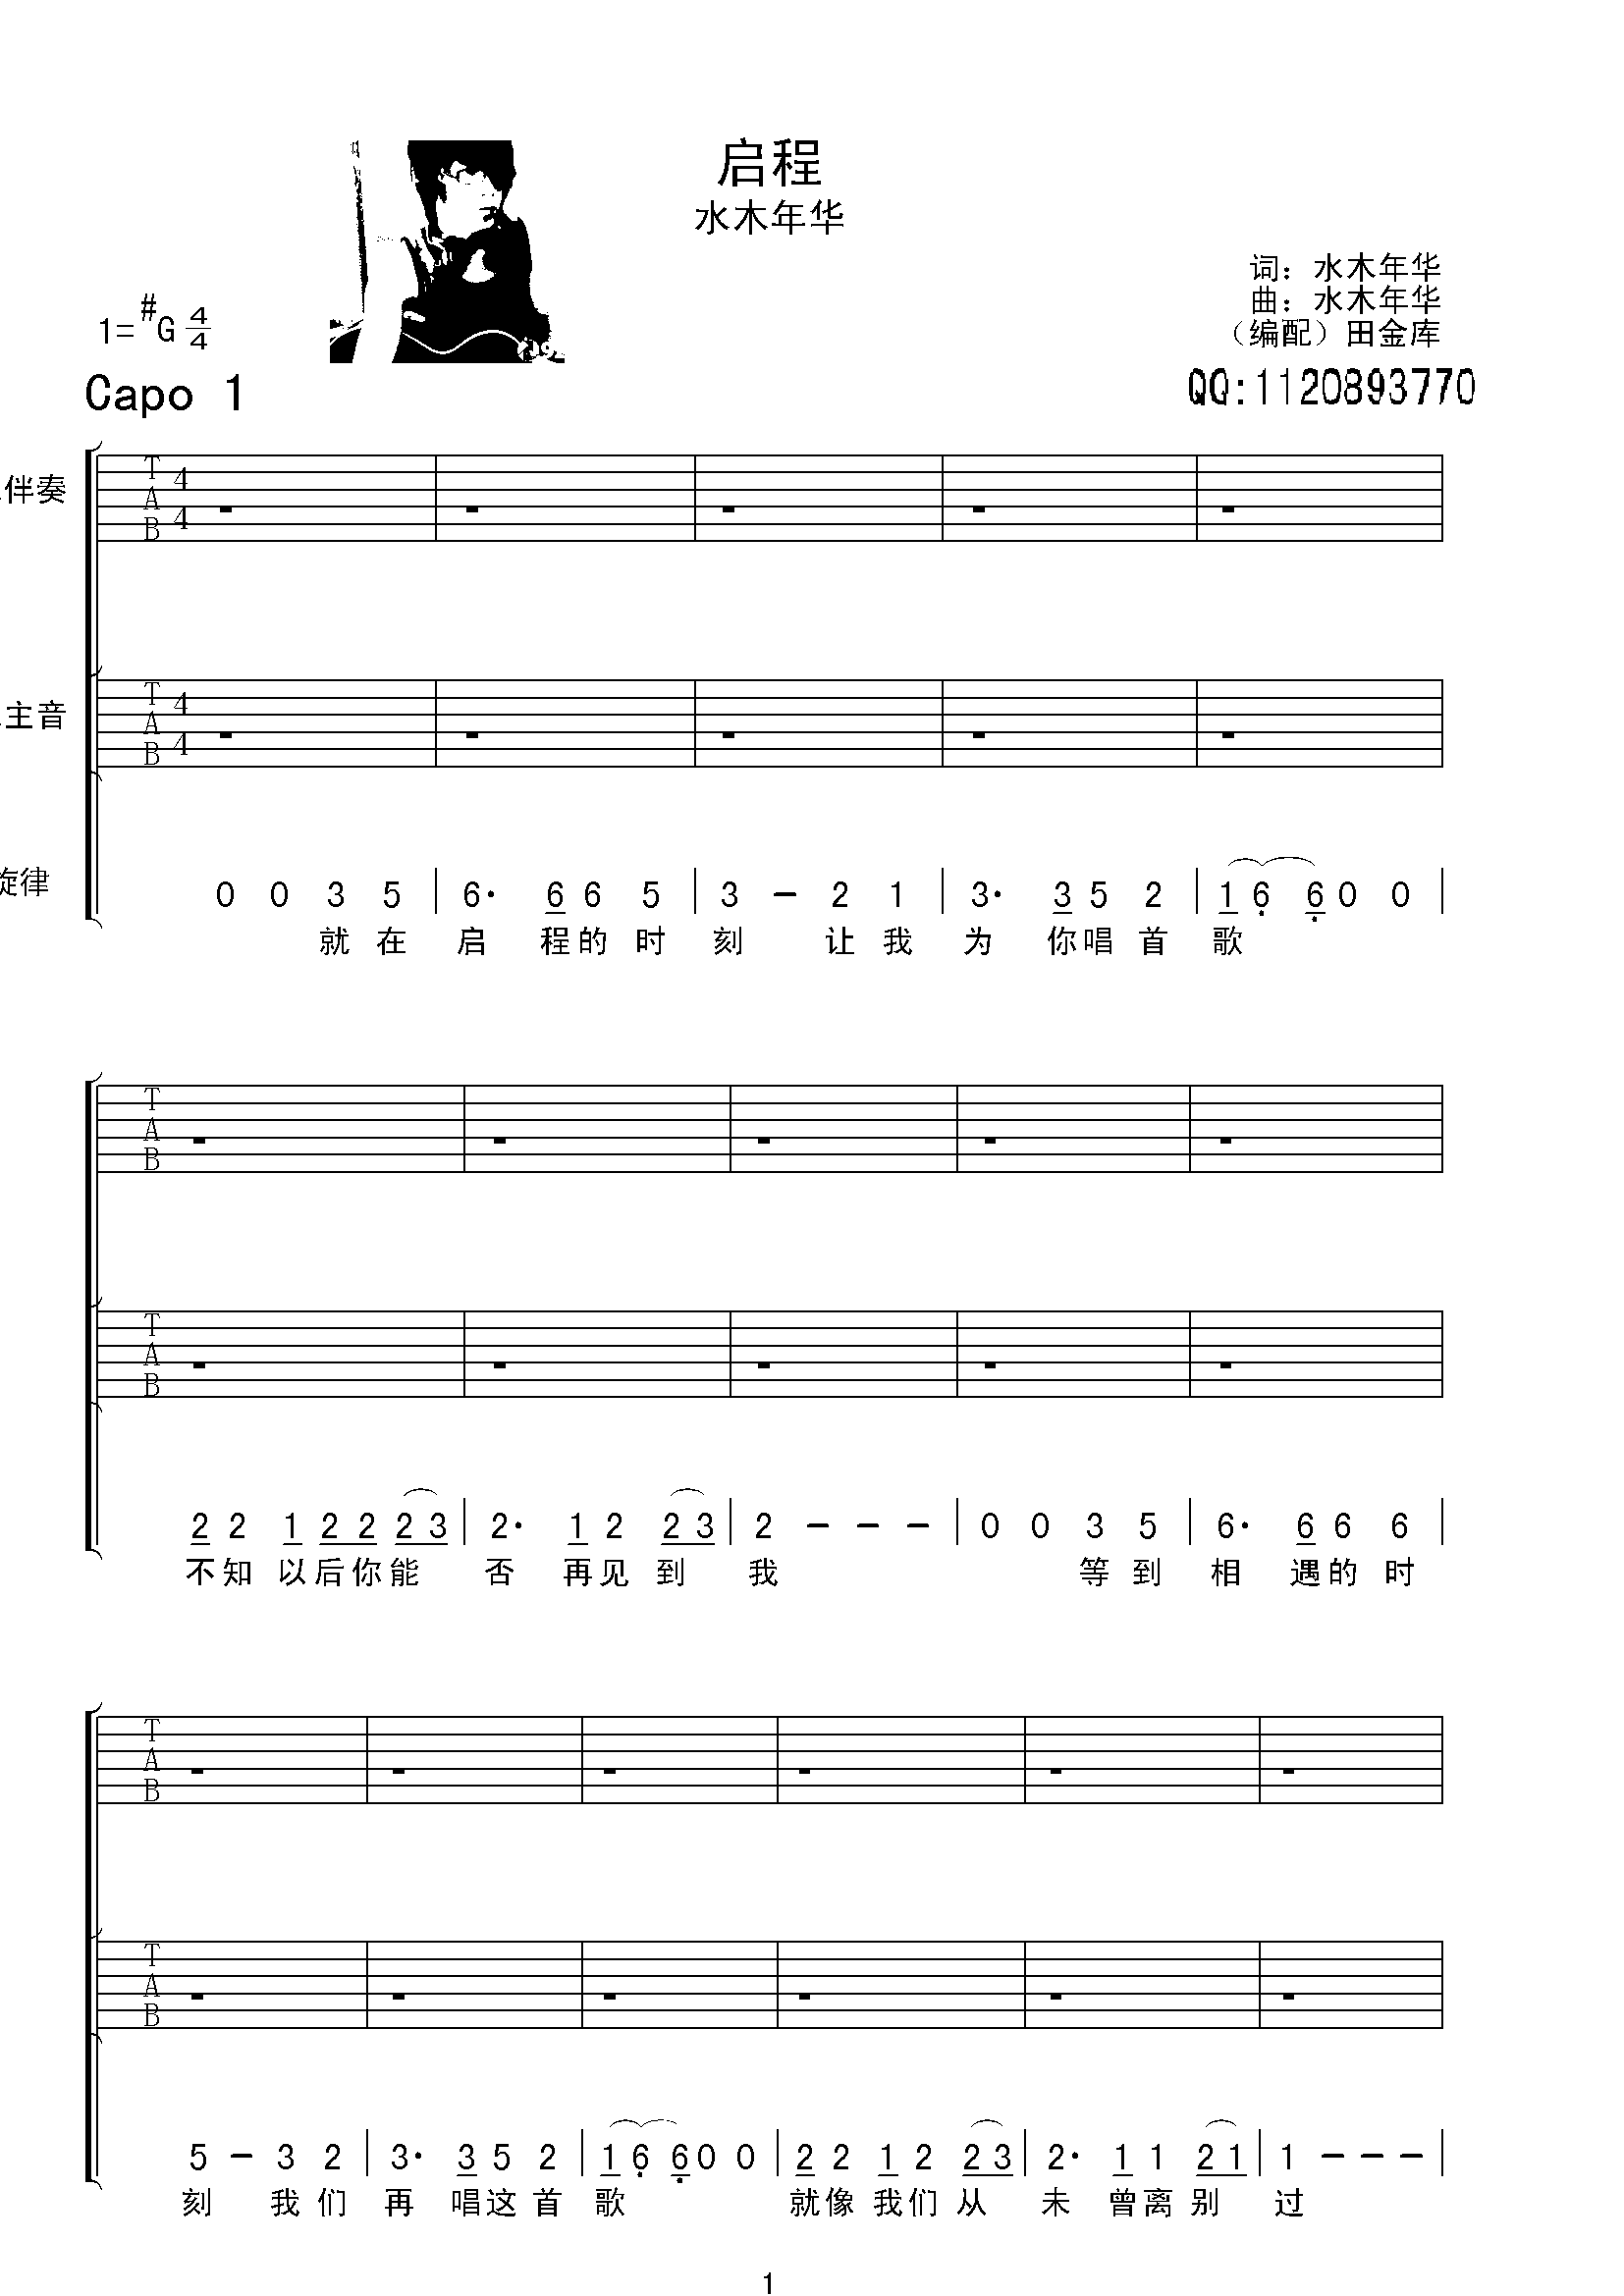 启程
水木年华
词：水木年华
曲：水木年华
（编配）田金库
1=#G 4/4
Capo 1
QQ:1120893770
伴奏
T A B 4 4
主音
T A B 4 4
旋律
0 0 3 5 | 6· 6 6 5 | 3 - 2 1 | 3· 3 5 2 | 1 6 6 0 0 |
就在启程的时刻让我为你唱首歌
T A B
T A B
2 2 1 2 2 2 3 | 2· 1 2 2 3 | 2 - - - | 0 0 3 5 | 6· 6 6 6 |
不知以后你能否再见到我等到相遇的时
T A B
T A B
5 - 3 2 | 3· 3 5 2 | 1 6 6 0 0 | 2 2 1 2 2 3 | 2· 1 1 2 1 | 1 - - - |
刻我们再唱这首歌就像我们从未曾离别过
1